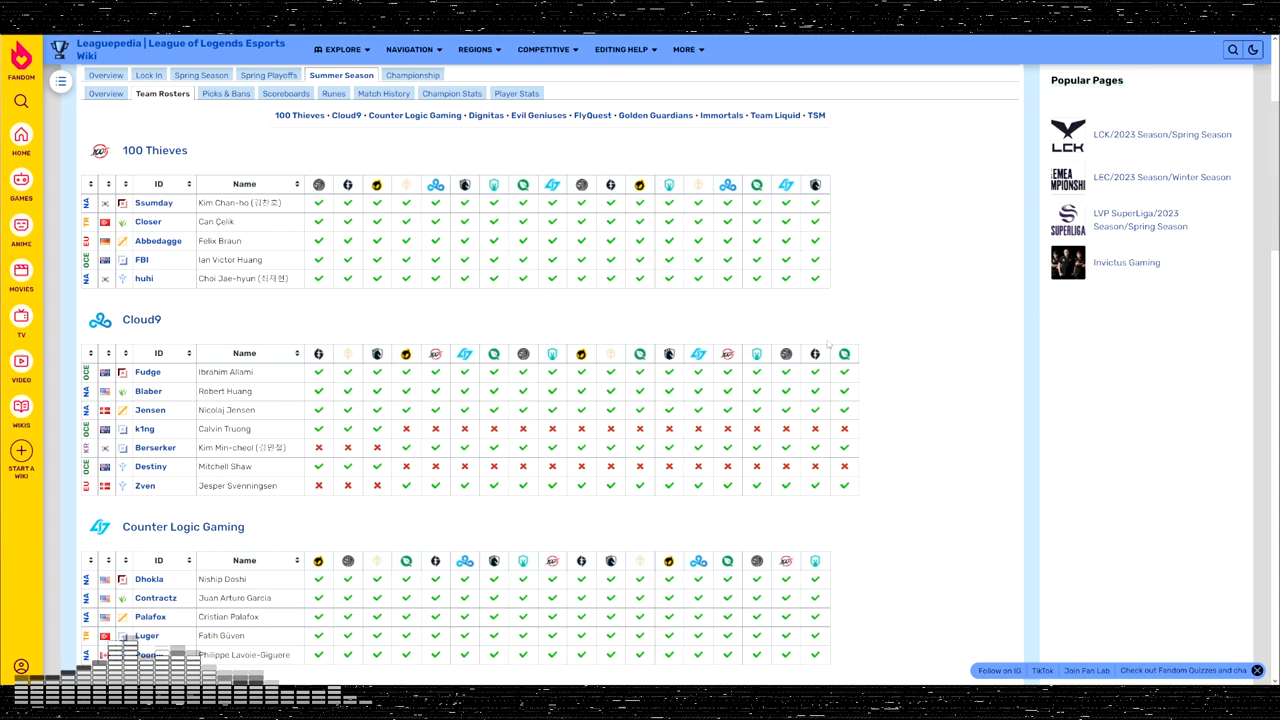 Leaguepedia | League of Legends Esports
Wiki
EXPLORE NAVIGATION REGIONS COMPETITIVE EDITING HELP MORE
FANDOM
HOME
GAMES
ANIME
MOVIES
TV
VIDEO
WIKIS
START A
WIKI
Overview Lock In Spring Season Spring Playoffs Summer Season Championship
Overview Team Rosters Picks & Bans Scoreboards Runes Match History Champion Stats Player Stats
100 Thieves • Cloud9 • Counter Logic Gaming • Dignitas • Evil Geniuses • FlyQuest • Golden Guardians • Immortals • Team Liquid • TSM
100 Thieves
ID Name
NA Ssumday Kim Chan-ho (김찬호)
TR Closer Can Çelik
EU Abbedagge Felix Braun
OCE FBI Ian Victor Huang
NA huhi Choi Jae-hyun (최재현)
Cloud9
ID Name
OCE Fudge Ibrahim Allami
NA Blaber Robert Huang
NA Jensen Nicolaj Jensen
OCE k1ng Calvin Truong
KR Berserker Kim Min-cheol (김민철)
OCE Destiny Mitchell Shaw
EU Zven Jesper Svenningsen
Counter Logic Gaming
ID Name
NA Dhokla Niship Doshi
NA Contractz Juan Arturo Garcia
NA Palafox Cristian Palafox
TR Luger Fatih Güven
NA Philippe Lavoie-Giguere
Popular Pages
LCK
LCK/2023 Season/Spring Season
LEC/2023 Season/Winter Season
SUPERLIGA
LVP SuperLiga/2023
Season/Spring Season
Invictus Gaming
Follow on IG TikTok Join Fan Lab Check out Fandom Quizzes and cha